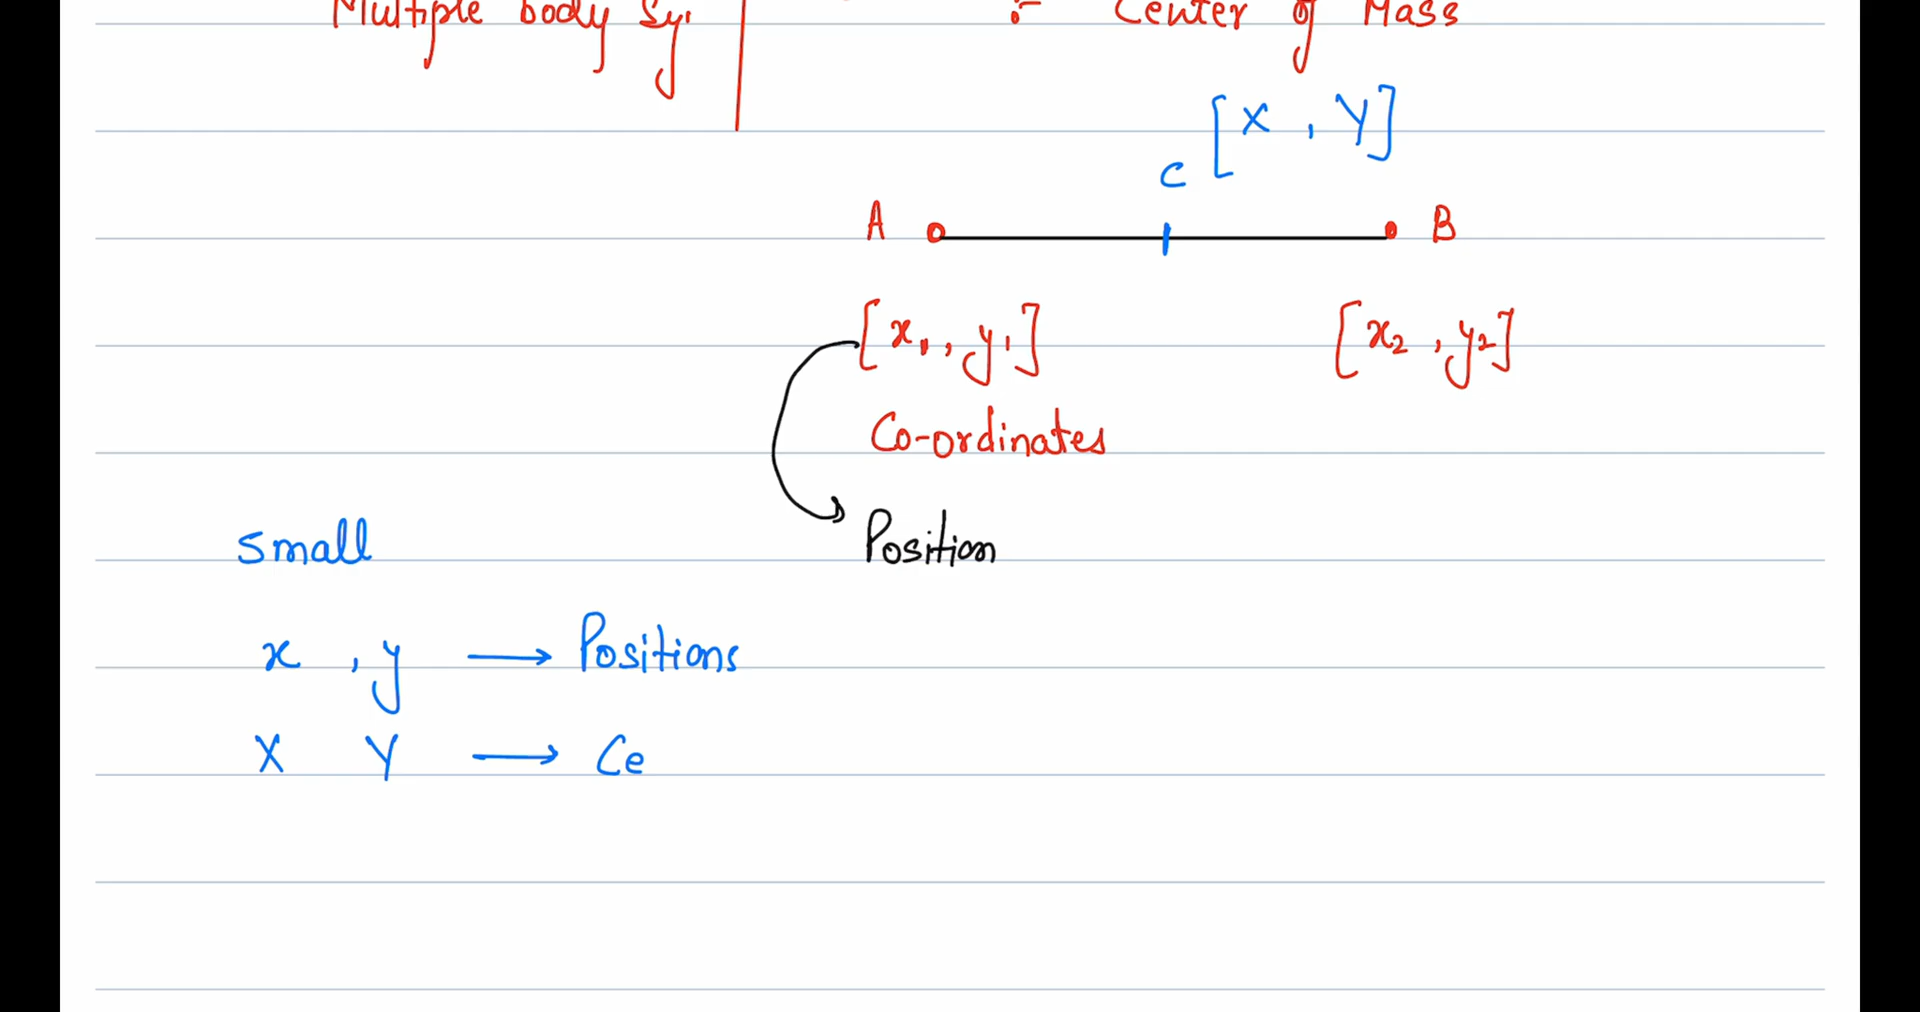 Multiple body sy.
:- Center of Mass
[X , Y]
C
A B
[x1, y1] [x2, y2]
Co-ordinates
Position
small
x , y → Positions
X Y → Ce